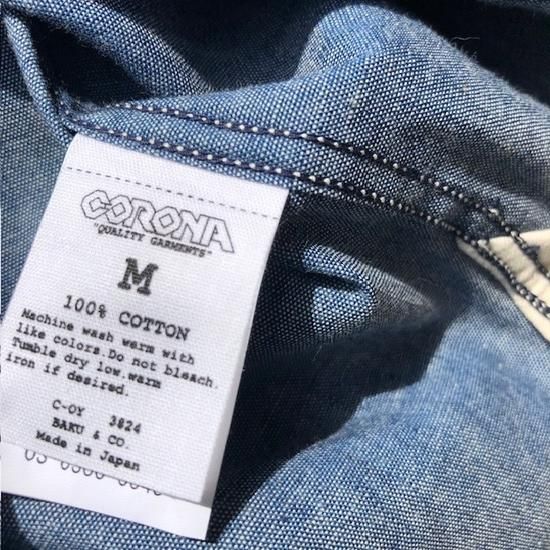 CORONA
"QUALITY GARMENTS"
M
100% COTTON
Machine wash warm with
like colors.Do not bleach.
Tumble dry low.warm
iron if desired.
C-OY 3824
BAKU & CO.
Made in Japan